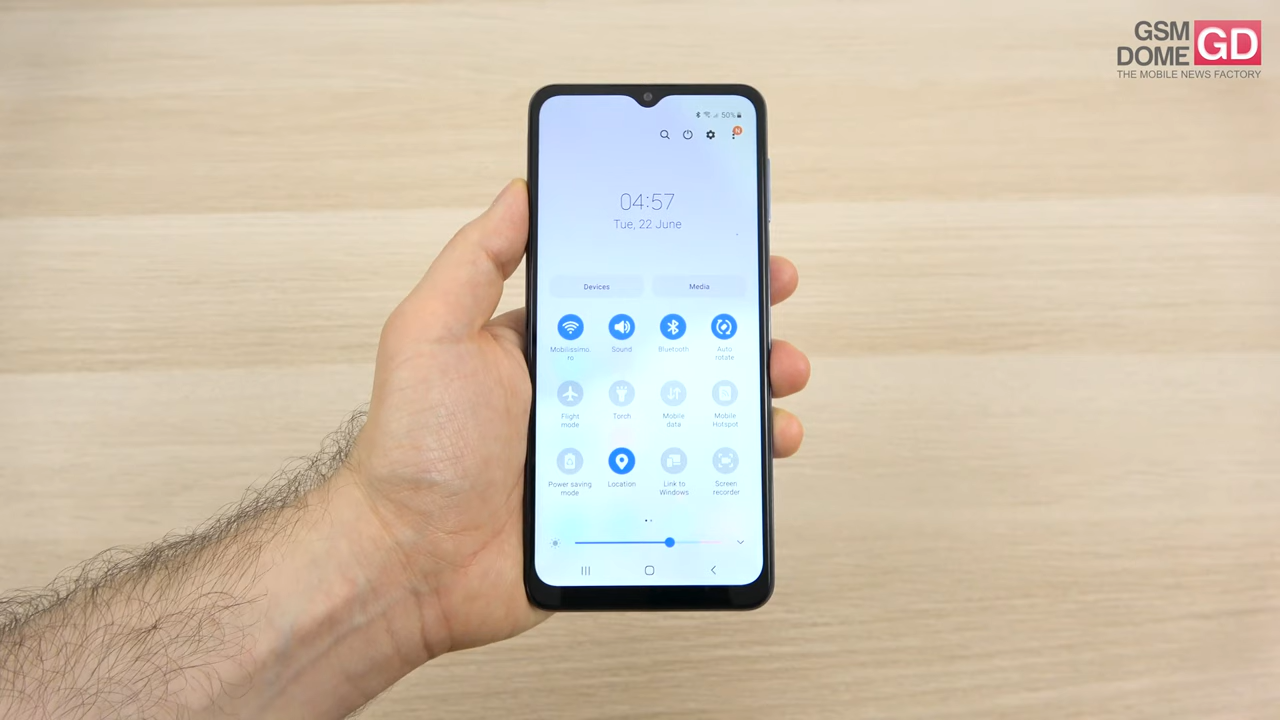 GSM
DOME
GD
THE MOBILE NEWS FACTORY
50%
N
04:57
Tue, 22 June
Devices
Media
Mobilissimo.
ro
Sound
Bluetooth
Auto
rotate
Flight
mode
Torch
Mobile
data
Mobile
Hotspot
Power saving
mode
Location
Link to
Windows
Screen
recorder